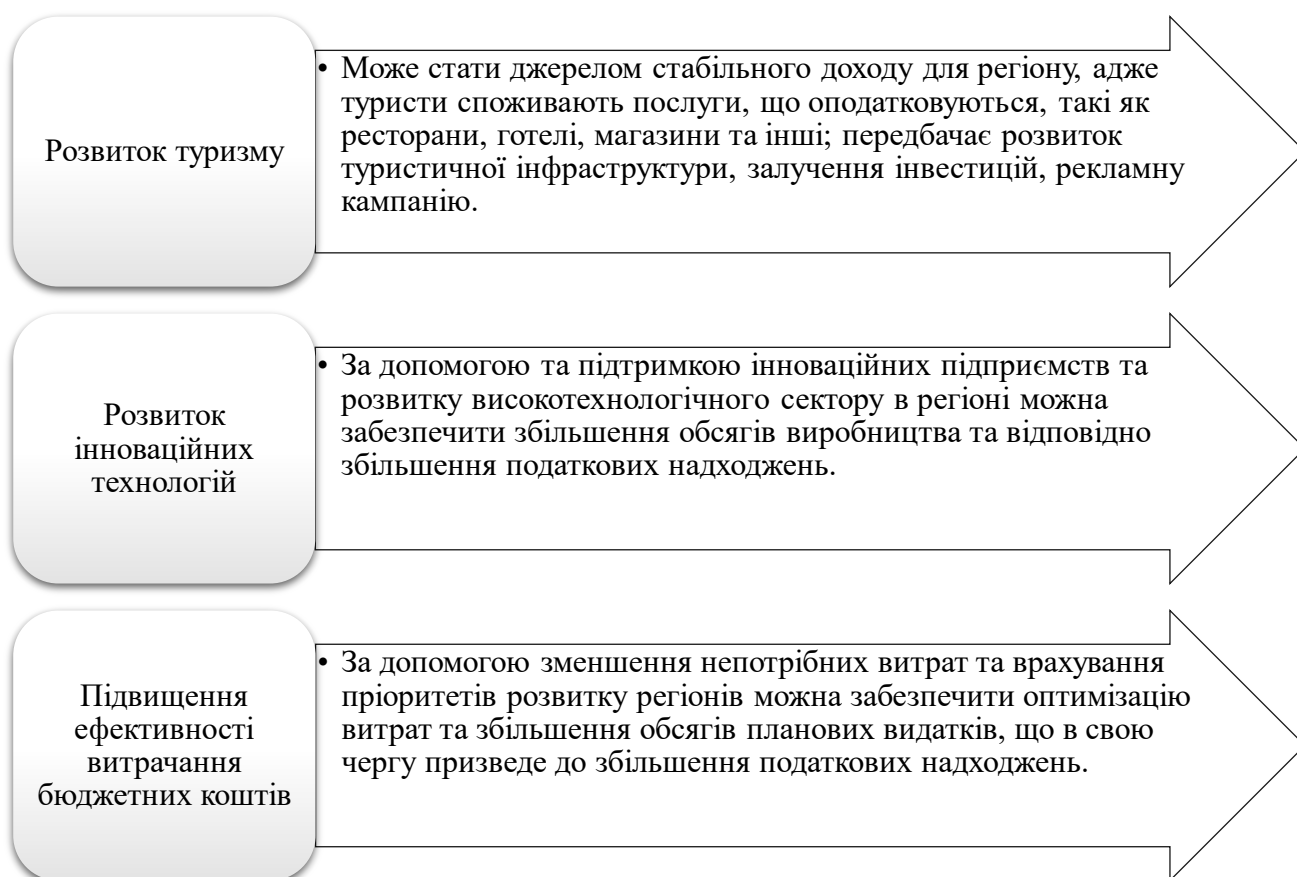 Розвиток туризму
• Може стати джерелом стабільного доходу для регіону, адже
туристи споживають послуги, що оподатковуються, такі як
ресторани, готелі, магазини та інші; передбачає розвиток
туристичної інфраструктури, залучення інвестицій, рекламну
кампанію.
Розвиток
інноваційних
технологій
• За допомогою та підтримкою інноваційних підприємств та
розвитку високотехнологічного сектору в регіоні можна
забезпечити збільшення обсягів виробництва та відповідно
збільшення податкових надходжень.
Підвищення
ефективності
витрачання
бюджетних коштів
• За допомогою зменшення непотрібних витрат та врахування
пріоритетів розвитку регіонів можна забезпечити оптимізацію
витрат та збільшення обсягів планових видатків, що в свою
чергу призведе до збільшення податкових надходжень.